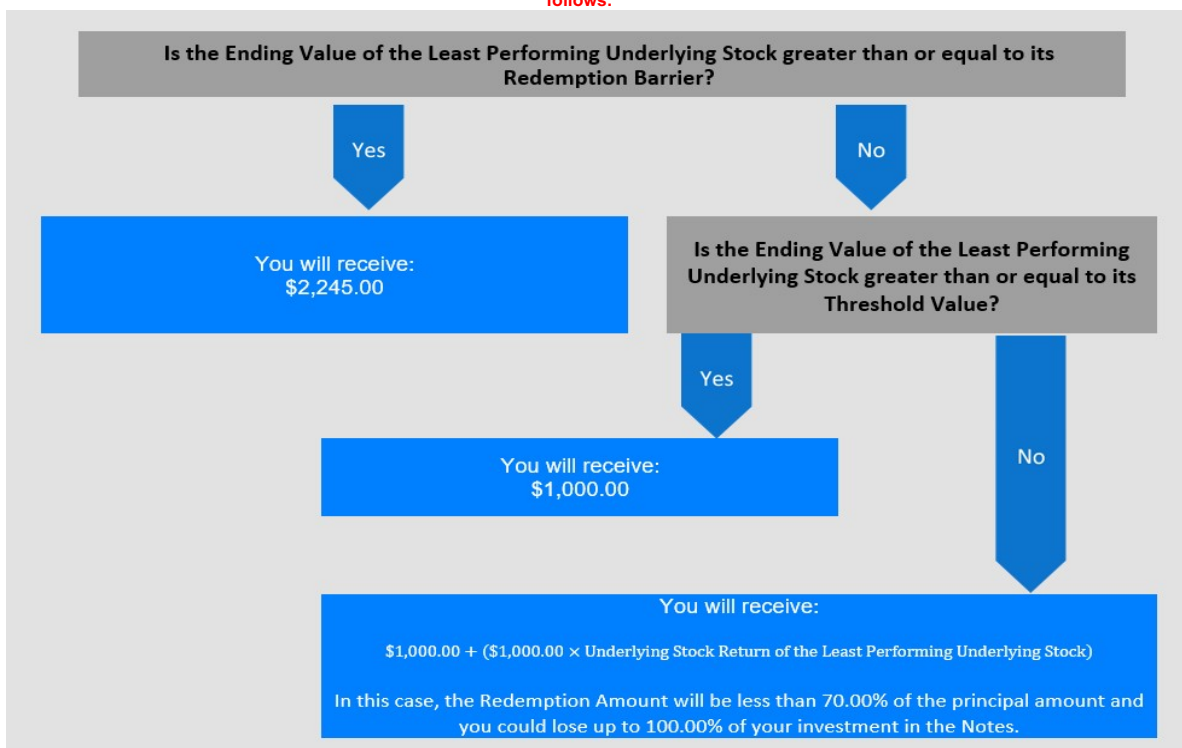 follows:
Is the Ending Value of the Least Performing Underlying Stock greater than or equal to its
Redemption Barrier?
Yes
No
You will receive:
$2,245.00
Is the Ending Value of the Least Performing
Underlying Stock greater than or equal to its
Threshold Value?
Yes
No
You will receive:
$1,000.00
You will receive:
$1,000.00 + ($1,000.00 × Underlying Stock Return of the Least Performing Underlying Stock)
In this case, the Redemption Amount will be less than 70.00% of the principal amount and
you could lose up to 100.00% of your investment in the Notes.